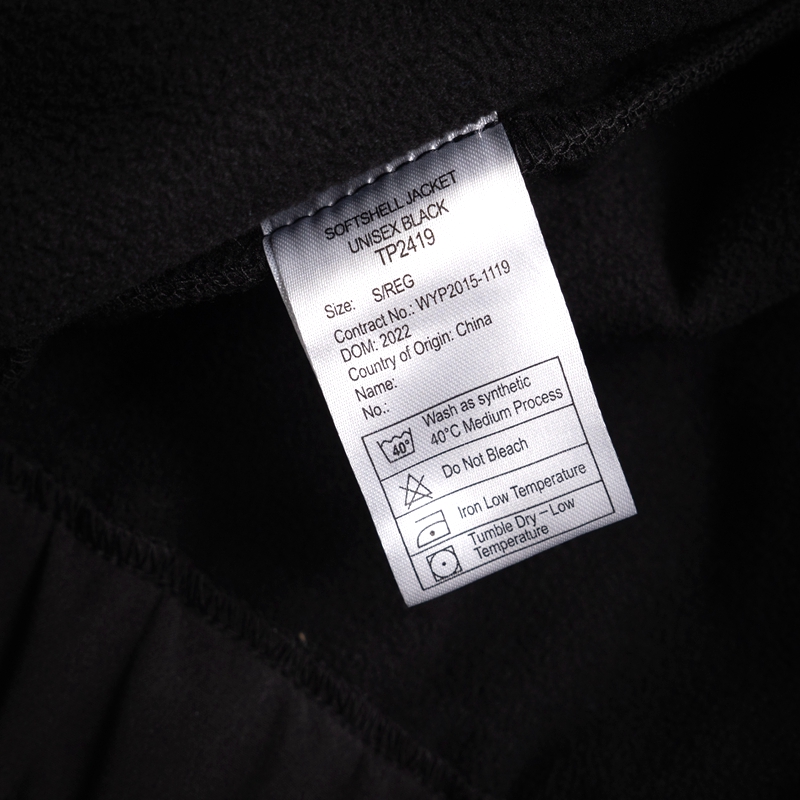 SOFTSHELL JACKET
UNISEX BLACK
TP2419
Size: S/REG
Contract No.: WYP2015-1119
DOM: 2022
Country of Origin: China
Name:
No.:
40° Wash as synthetic
40°C Medium Process
Do Not Bleach
Iron Low Temperature
Tumble Dry – Low
Temperature